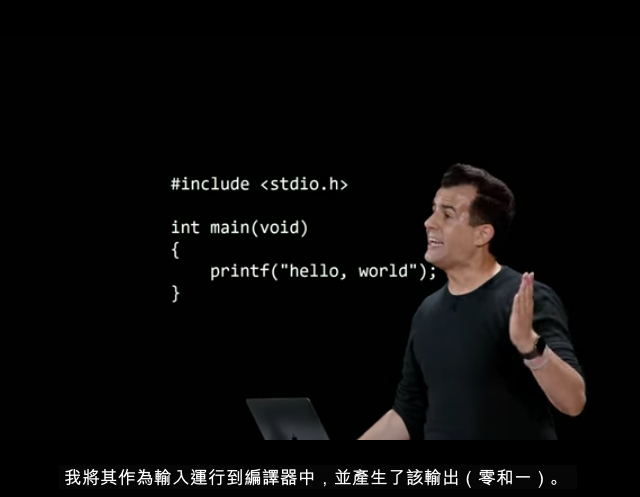 #include <stdio.h>
int main(void)
{
    printf("hello, world");
}
我將其作為輸入運行到編譯器中，並產生了該輸出（零和一）。